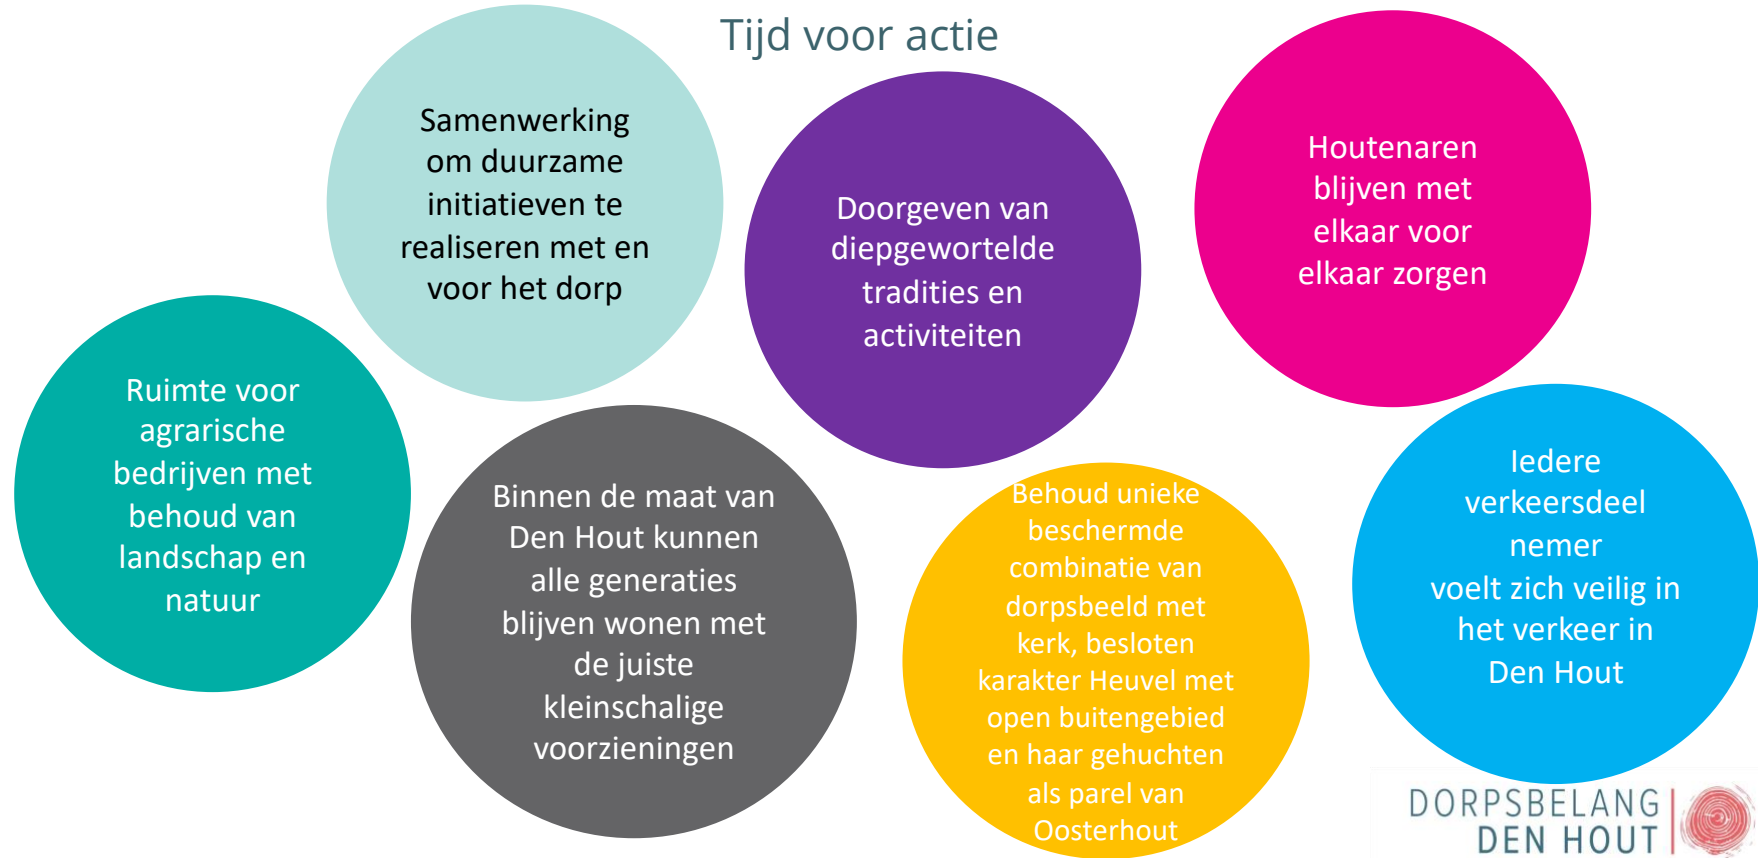 Tijd voor actie
Samenwerking
om duurzame
initiatieven te
realiseren met en
voor het dorp
Doorgeven van
diepgewortelde
tradities en
activiteiten
Houtenaren
blijven met
elkaar voor
elkaar zorgen
Ruimte voor
agrarische
bedrijven met
behoud van
landschap en
natuur
Binnen de maat van
Den Hout kunnen
alle generaties
blijven wonen met
de juiste
kleinschalige
voorzieningen
Behoud unieke
beschermde
combinatie van
dorpsbeeld met
kerk, besloten
karakter Heuvel met
open buitengebied
en haar gehuchten
als parel van
Oosterhout
Iedere
verkeersdeel
nemer
voelt zich veilig in
het verkeer in
Den Hout
DORPSBELANG
DEN HOUT